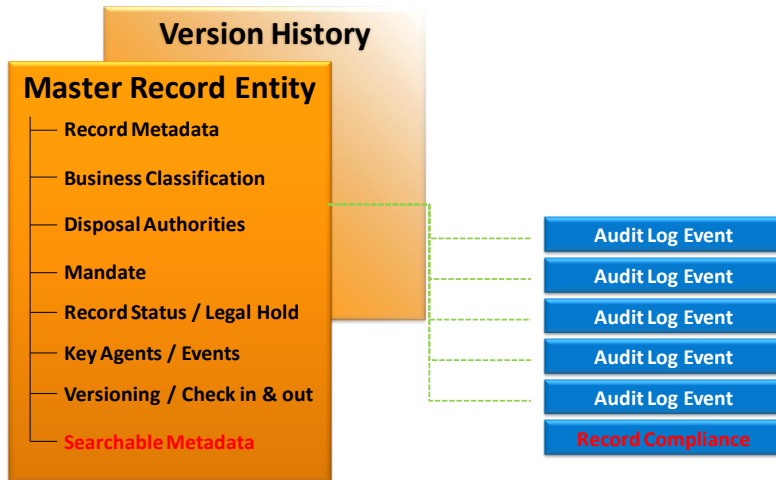 Version History
Master Record Entity
Record Metadata
Business Classification
Disposal Authorities
Mandate
Record Status / Legal Hold
Key Agents / Events
Versioning / Check in & out
Searchable Metadata
Audit Log Event
Audit Log Event
Audit Log Event
Audit Log Event
Audit Log Event
Record Compliance